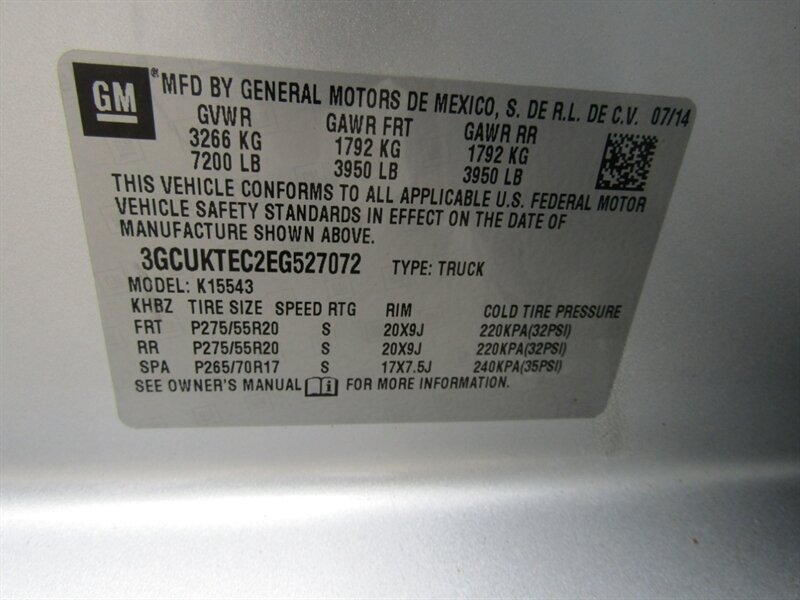 GM ® MFD BY GENERAL MOTORS DE MEXICO, S. DE R.L. DE C.V. 07/14
GVWR GAWR FRT GAWR RR
3266 KG 1792 KG 1792 KG
7200 LB 3950 LB 3950 LB
THIS VEHICLE CONFORMS TO ALL APPLICABLE U.S. FEDERAL MOTOR
VEHICLE SAFETY STANDARDS IN EFFECT ON THE DATE OF
MANUFACTURE SHOWN ABOVE.
3GCUKTEC2EG527072 TYPE: TRUCK
MODEL: K15543
KHBZ TIRE SIZE SPEED RTG RIM COLD TIRE PRESSURE
FRT P275/55R20 S 20X9J 220KPA(32PSI)
RR P275/55R20 S 20X9J 220KPA(32PSI)
SPA P265/70R17 S 17X7.5J 240KPA(35PSI)
SEE OWNER'S MANUAL i FOR MORE INFORMATION.